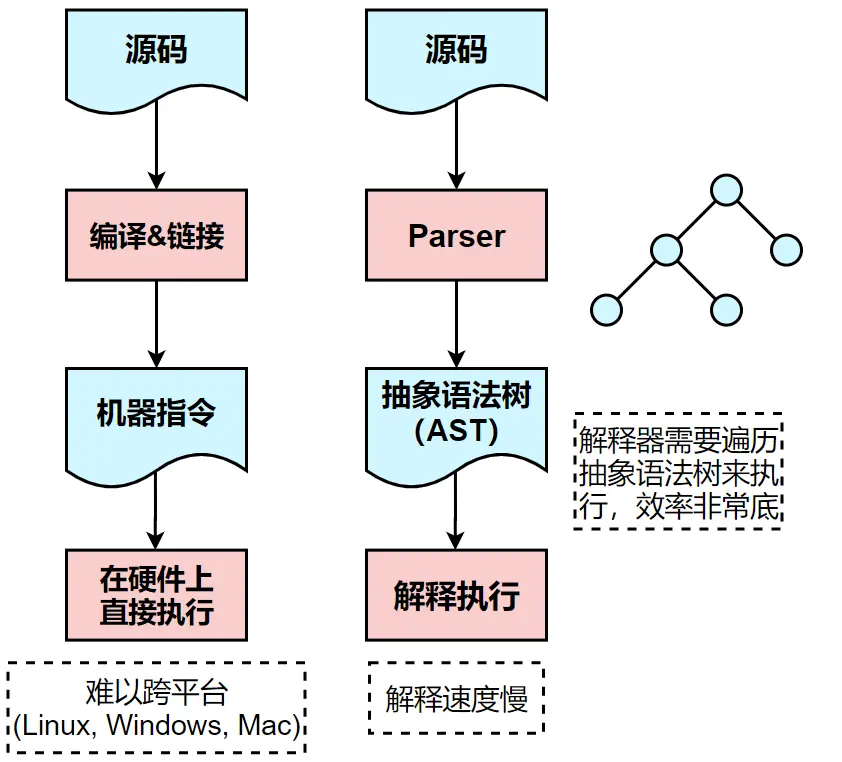 源码
编译&链接
机器指令
在硬件上
直接执行
难以跨平台
(Linux, Windows, Mac)
源码
Parser
抽象语法树
（AST）
解释执行
解释速度慢
解释器需要遍历
抽象语法树来执
行，效率非常底